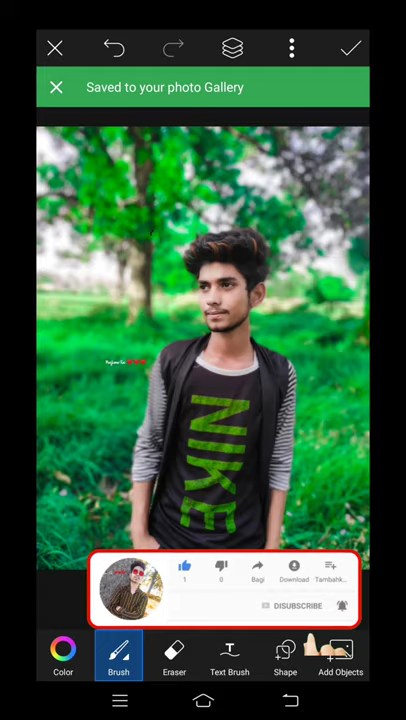 Saved to your photo Gallery
NIKE
1
0
Bagi
Download
Tambahk...
DISUBSCRIBE
Color
Brush
Eraser
Text Brush
Shape
Add Objects